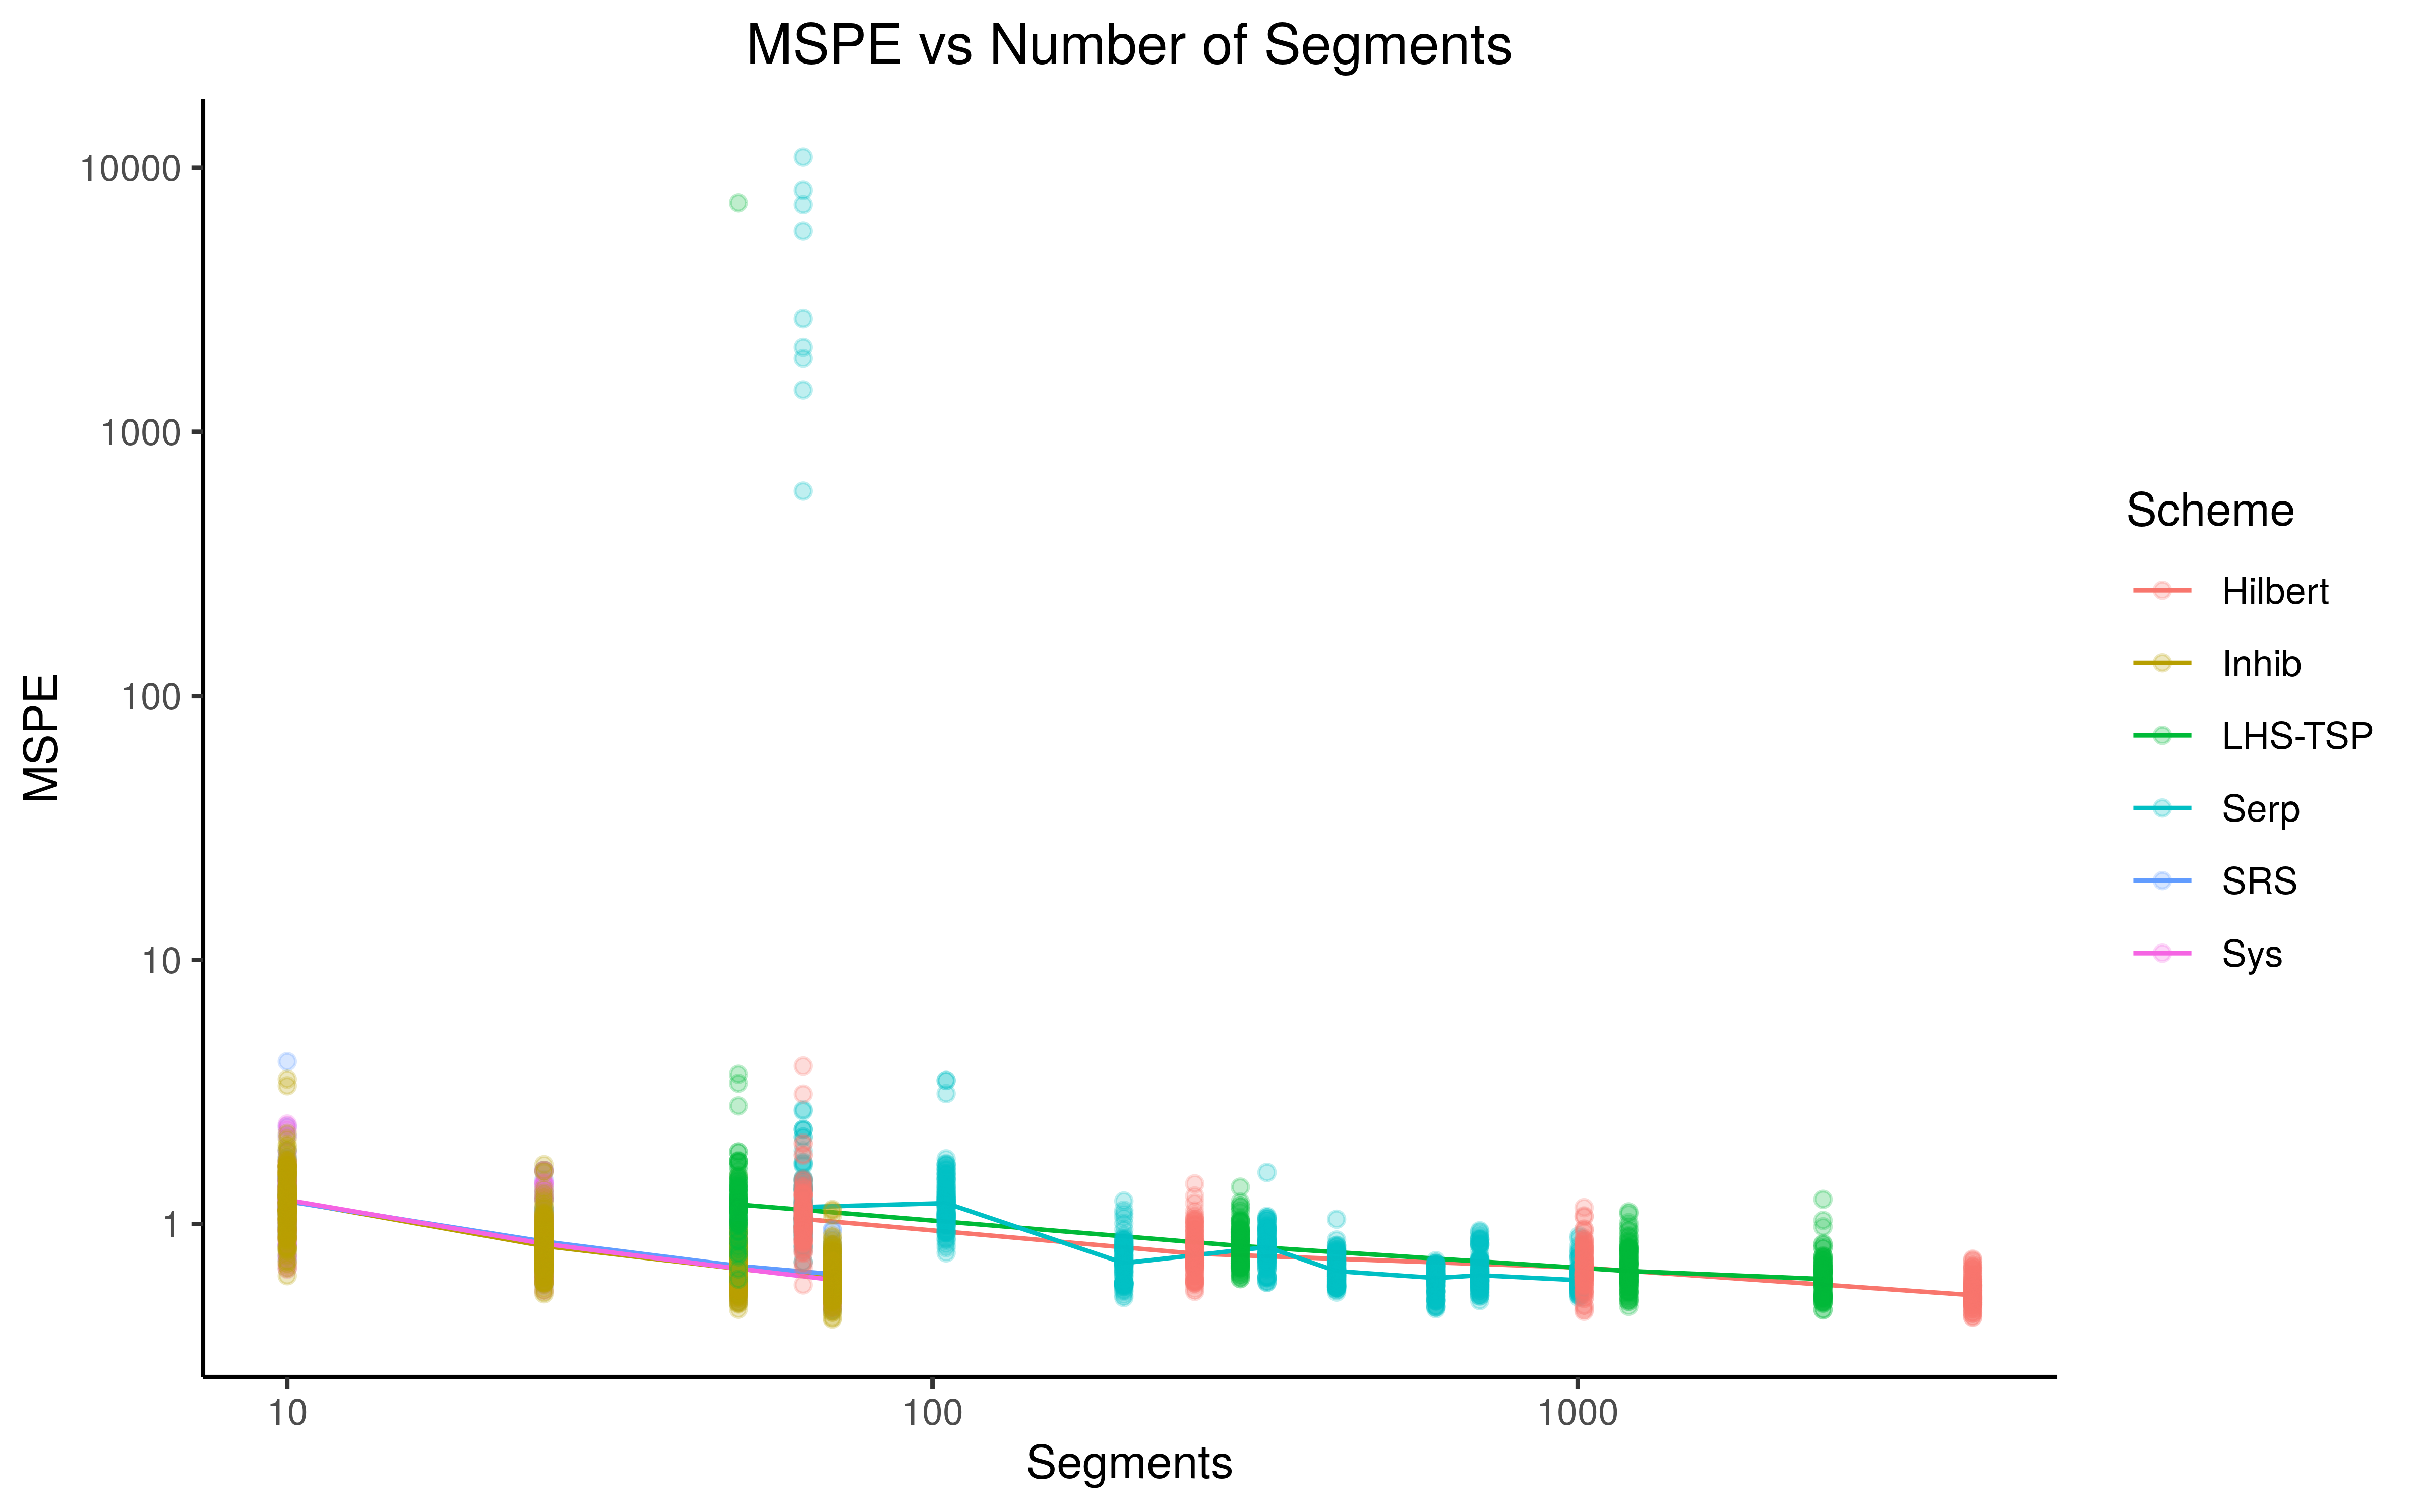 MSPE vs Number of Segments
MSPE
10000
1000
100
10
1
10
100
1000
Segments
Scheme
Hilbert
Inhib
LHS-TSP
Serp
SRS
Sys